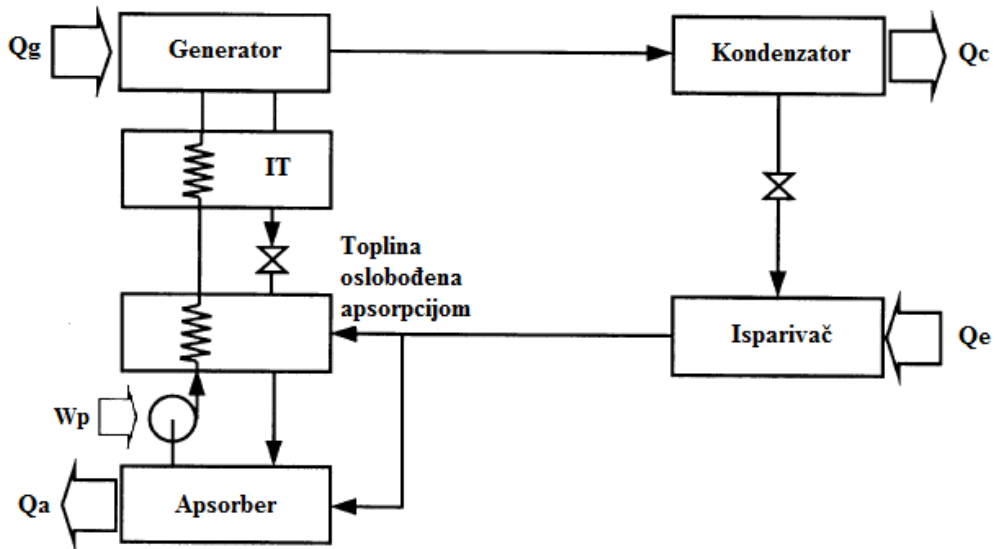 Qg
Generator
Kondenzator
Qc
IT
Toplina
oslobođena
apsorpcijom
Isparivač
Qe
Wp
Qa
Apsorber